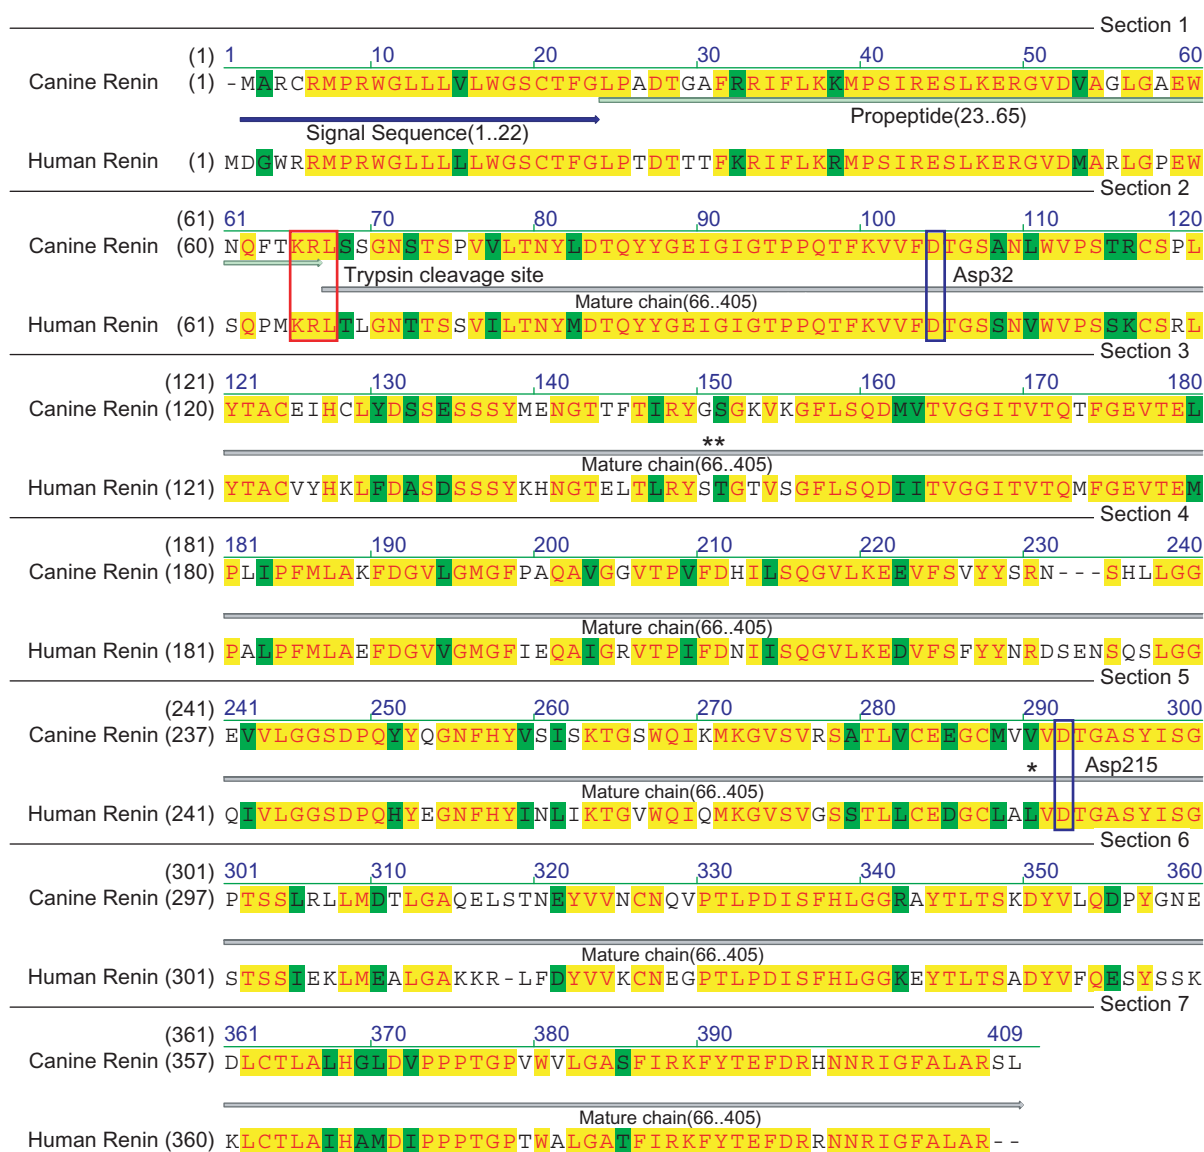 Section 1
(1) 1 10 20 30 40 50 60
Canine Renin (1) -MARCRMPRWGLLLVLWGSCTFGLPADTGAFRRIFLKKMPSIRESLKERGVDVAGLGAEW
Signal Sequence(1..22) Propeptide(23..65)
Human Renin (1) MDGWRRMPRWGLLLLLWGSCTFGLPTDTTTFKRIFLKRMPSIRESLKERGVDMARLGPEW
Section 2
(61) 61 70 80 90 100 110 120
Canine Renin (60) NQFTKRLSSGNSTSPVVLTNYLDTQYYGEIGIGTPPQTFKVVFDTGSANLWVPSTRCSPL
Trypsin cleavage site Asp32
Mature chain(66..405)
Human Renin (61) SQPMKRLTLGNTTSSVILTNYMDTQYYGEIGIGTPPQTFKVVFDTGSSNVWVPSSKCSRL
Section 3
(121) 121 130 140 150 160 170 180
Canine Renin (120) YTACEIHCLYDSSESSSYMENGTTFTIRYGSGKVKGFLSQDMVTVGGITVTQTFGEVTEL
**
Mature chain(66..405)
Human Renin (121) YTACVYHKLFDASDSSSYKHNGTELTLRYSTGTVSGFLSQDIITVGGITVTQMFGEVTEM
Section 4
(181) 181 190 200 210 220 230 240
Canine Renin (180) PLIPFMLAKFDGVLGMGFPAQAVGGVTPVFDHILSQGVLKEEVFSVYYSRN---SHLLGG
Mature chain(66..405)
Human Renin (181) PALPFMLAEFDGVVGMGFIEQAIGRVTPIFDNIISQGVLKEDVFSFYYNRDSENSQSLGG
Section 5
(241) 241 250 260 270 280 290 300
Canine Renin (237) EVVLGGSDPQYYQGNFHYVSISKTGSWQIKMKGVSVRSATLVCEEGCMVVVDTGASYISG
* Asp215
Mature chain(66..405)
Human Renin (241) QIVLGGSDPQHYEGNFHYINLIKTGVWQIQMKGVSVGSSTLLCEDGCLALVDTGASYISG
Section 6
(301) 301 310 320 330 340 350 360
Canine Renin (297) PTSSLRLLMDTLGAQELSTNEYVVNCNQVPTLPDISFHLGGRAYTLTSKDYVLQDPYGNE
Mature chain(66..405)
Human Renin (301) STSSIEKLMEALGAKKR-LFDYVVKCNEGPTLPDISFHLGGKEYTLTSADYVFQESYSSK
Section 7
(361) 361 370 380 390 409
Canine Renin (357) DLCTLALHGLDVPPPTGPVWVLGASFIRKFYTEFDRHNNRIGFALARSL
Mature chain(66..405)
Human Renin (360) KLCTLAIHAMDIPPPTGPTWALGATFIRKFYTEFDRRNNRIGFALAR--